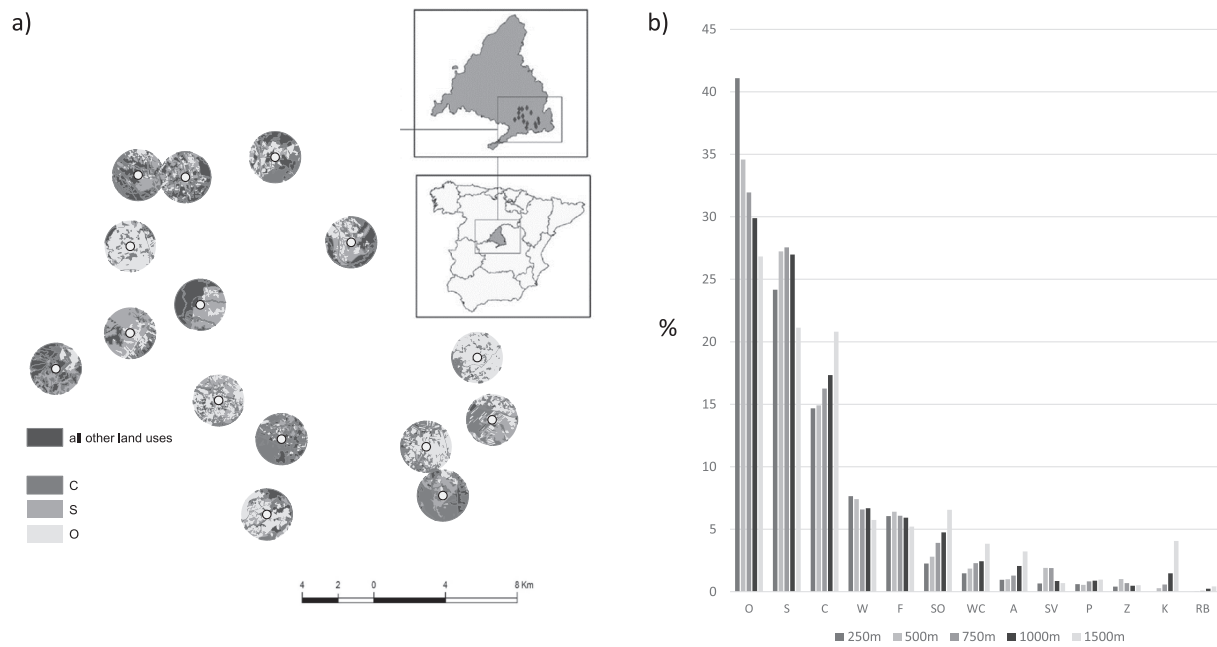 a)
all other land uses
C
S
O
4 2 0 4 8 Km
b)
45
40
35
30
25
20
15
10
5
0
%
O S C W F SO WC A SV P Z K RB
250m 500m 750m 1000m 1500m